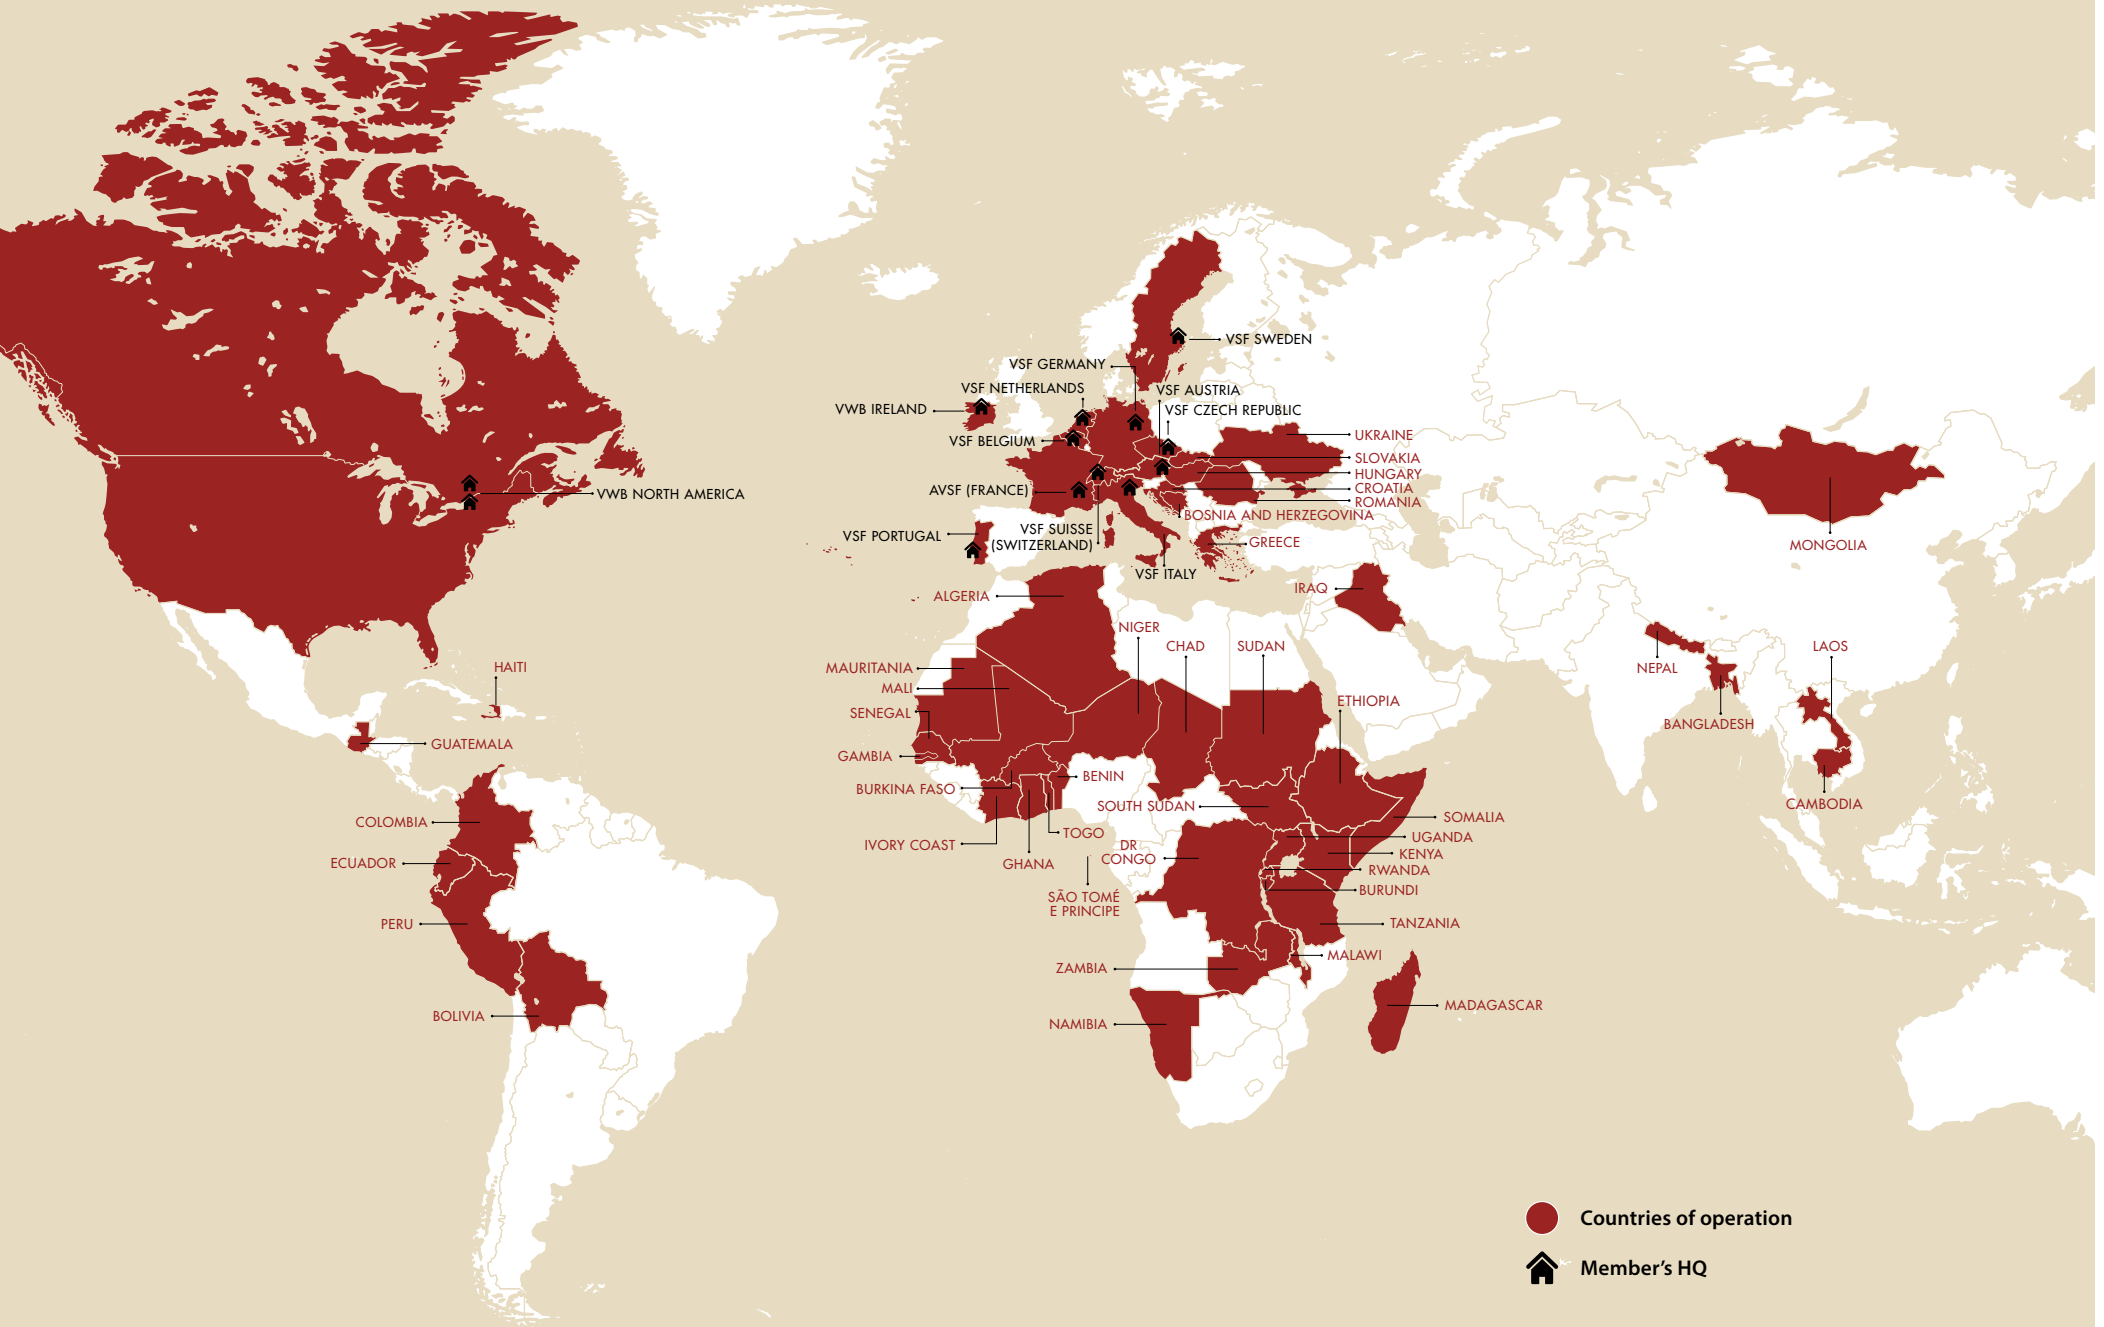 VSF SWEDEN
VSF GERMANY
VSF NETHERLANDS
VSF AUSTRIA
VWB IRELAND
VSF CZECH REPUBLIC
VSF BELGIUM
UKRAINE
SLOVAKIA
HUNGARY
CROATIA
ROMANIA
AVSF (FRANCE)
VWB NORTH AMERICA
BOSNIA AND HERZEGOVINA
VSF PORTUGAL
VSF SUISSE
(SWITZERLAND)
GREECE
MONGOLIA
VSF ITALY
IRAQ
ALGERIA
NIGER
CHAD
SUDAN
LAOS
HAITI
MAURITANIA
NEPAL
MALI
ETHIOPIA
SENEGAL
BANGLADESH
GUATEMALA
GAMBIA
BENIN
BURKINA FASO
SOUTH SUDAN
CAMBODIA
COLOMBIA
SOMALIA
TOGO
UGANDA
IVORY COAST
DR
CONGO
KENYA
ECUADOR
GHANA
RWANDA
BURUNDI
SÃO TOMÉ
E PRINCIPE
PERU
TANZANIA
MALAWI
ZAMBIA
MADAGASCAR
BOLIVIA
NAMIBIA
Countries of operation
Member’s HQ